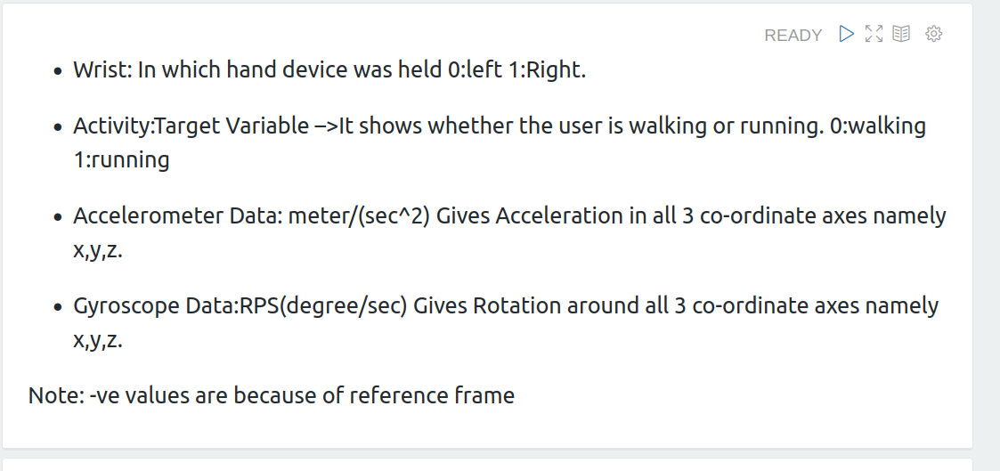 READY
• Wrist: In which hand device was held 0:left 1:Right.
• Activity:Target Variable –>It shows whether the user is walking or running. 0:walking
1:running
• Accelerometer Data: meter/(sec^2) Gives Acceleration in all 3 co-ordinate axes namely
x,y,z.
• Gyroscope Data:RPS(degree/sec) Gives Rotation around all 3 co-ordinate axes namely
x,y,z.
Note: -ve values are because of reference frame